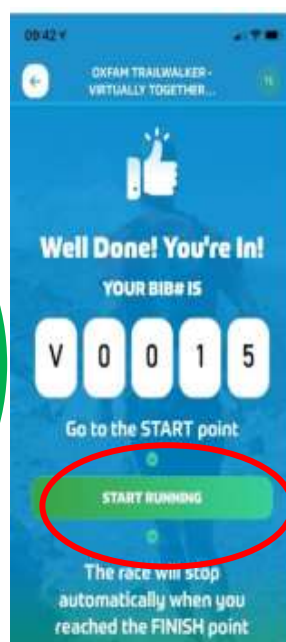 09:42
OXFAM TRAILWALKER -
VIRTUALLY TOGETHER...
Well Done! You're In!
YOUR BIB# IS
V 0 0 1 5
Go to the START point
START RUNNING
The race will stop
automatically when you
reached the FINISH point